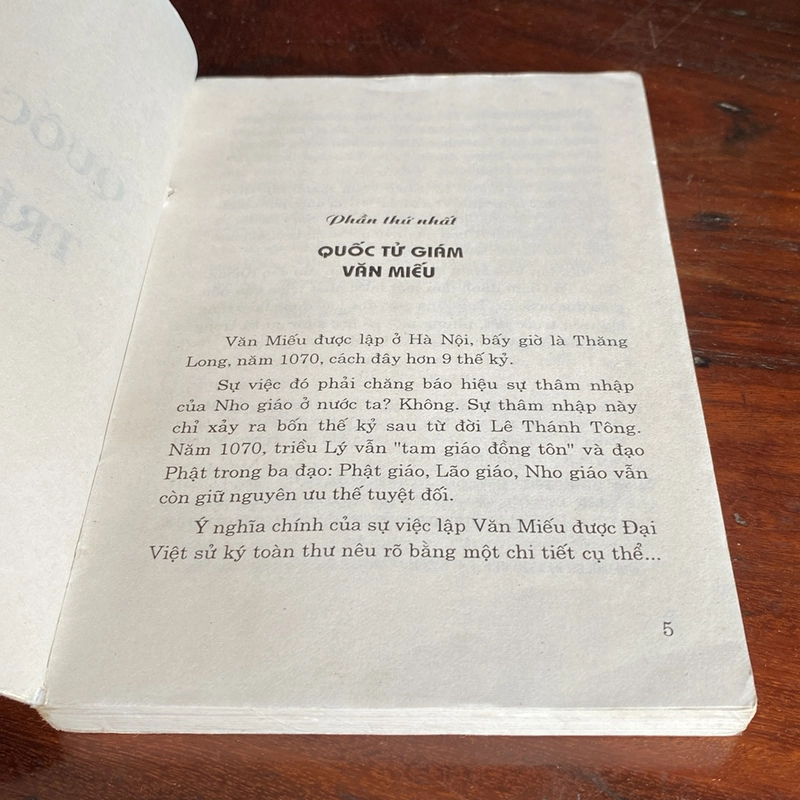 Phần thứ nhất
QUỐC TỬ GIÁM
VĂN MIẾU
Văn Miếu được lập ở Hà Nội, bấy giờ là Thăng
Long, năm 1070, cách đây hơn 9 thế kỷ.
Sự việc đó phải chăng báo hiệu sự thâm nhập
của Nho giáo ở nước ta? Không. Sự thâm nhập này
chỉ xảy ra bốn thế kỷ sau từ đời Lê Thánh Tông.
Năm 1070, triều Lý vẫn "tam giáo đồng tôn" và đạo
Phật trong ba đạo: Phật giáo, Lão giáo, Nho giáo vẫn
còn giữ nguyên ưu thế tuyệt đối.
Ý nghĩa chính của sự việc lập Văn Miếu được Đại
Việt sử ký toàn thư nêu rõ bằng một chi tiết cụ thể...
5